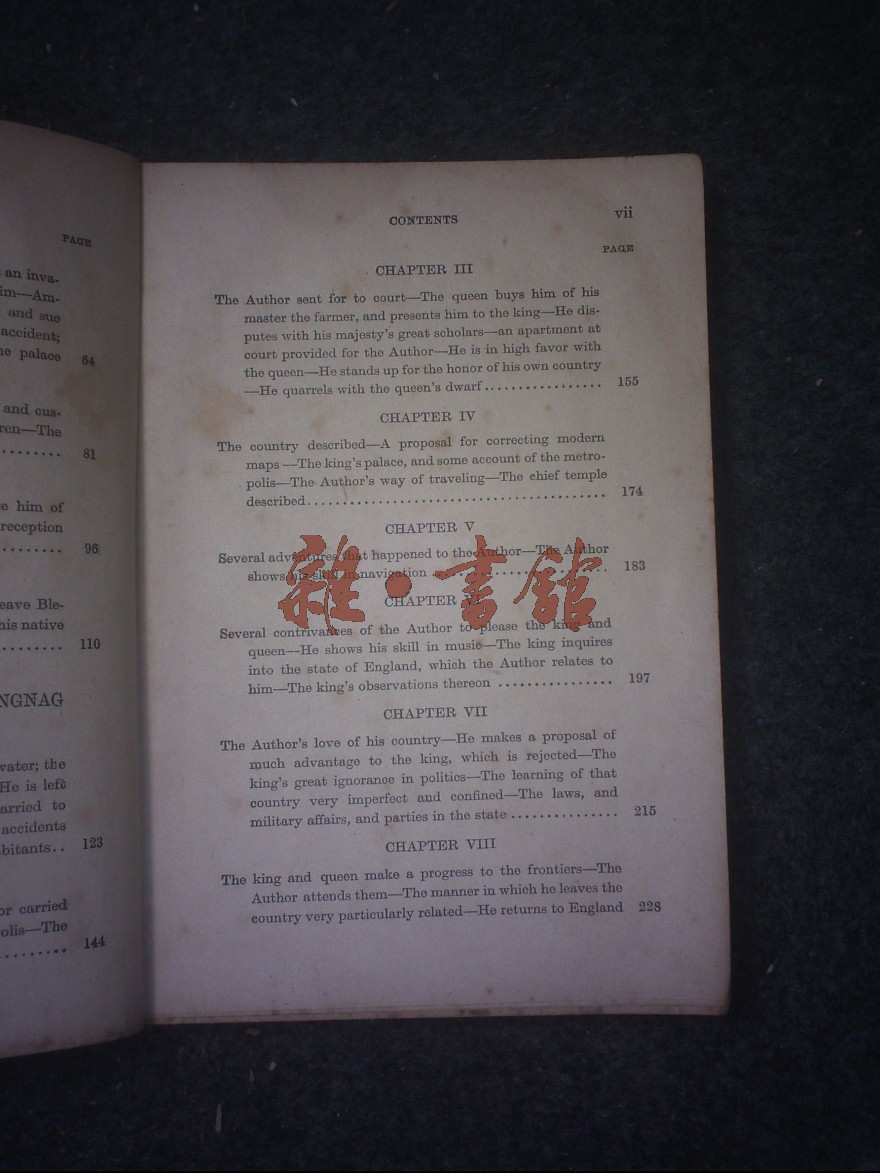 PAGE
an inva-
im—Am-
and sue
accident;
e palace 64
and cus-
ren—The
81
e him of
reception
96
eave Ble-
his native
110
NGNAG
vater; the
He is left
arried to
accidents
bitants.. 123
or carried
olis—The
144
CONTENTS vii
PAGE
CHAPTER III
The Author sent for to court—The queen buys him of his
master the farmer, and presents him to the king—He dis-
putes with his majesty's great scholars—an apartment at
court provided for the Author—He is in high favor with
the queen—He stands up for the honor of his own country
—He quarrels with the queen's dwarf................. 155
CHAPTER IV
The country described—A proposal for correcting modern
maps —The king's palace, and some account of the metro-
polis—The Author's way of traveling—The chief temple
described....................................... 174
CHAPTER V
Several adventures that happened to the Author—The Author
shows his skill in navigation ....................... 183
CHAPTER VI
Several contrivances of the Author to please the king and
queen—He shows his skill in music—The king inquires
into the state of England, which the Author relates to
him—The king's observations thereon ................ 197
CHAPTER VII
The Author's love of his country—He makes a proposal of
much advantage to the king, which is rejected—The
king's great ignorance in politics—The learning of that
country very imperfect and confined—The laws, and
military affairs, and parties in the state ............... 215
CHAPTER VIII
The king and queen make a progress to the frontiers—The
Author attends them—The manner in which he leaves the
country very particularly related—He returns to England 228
雜•書館